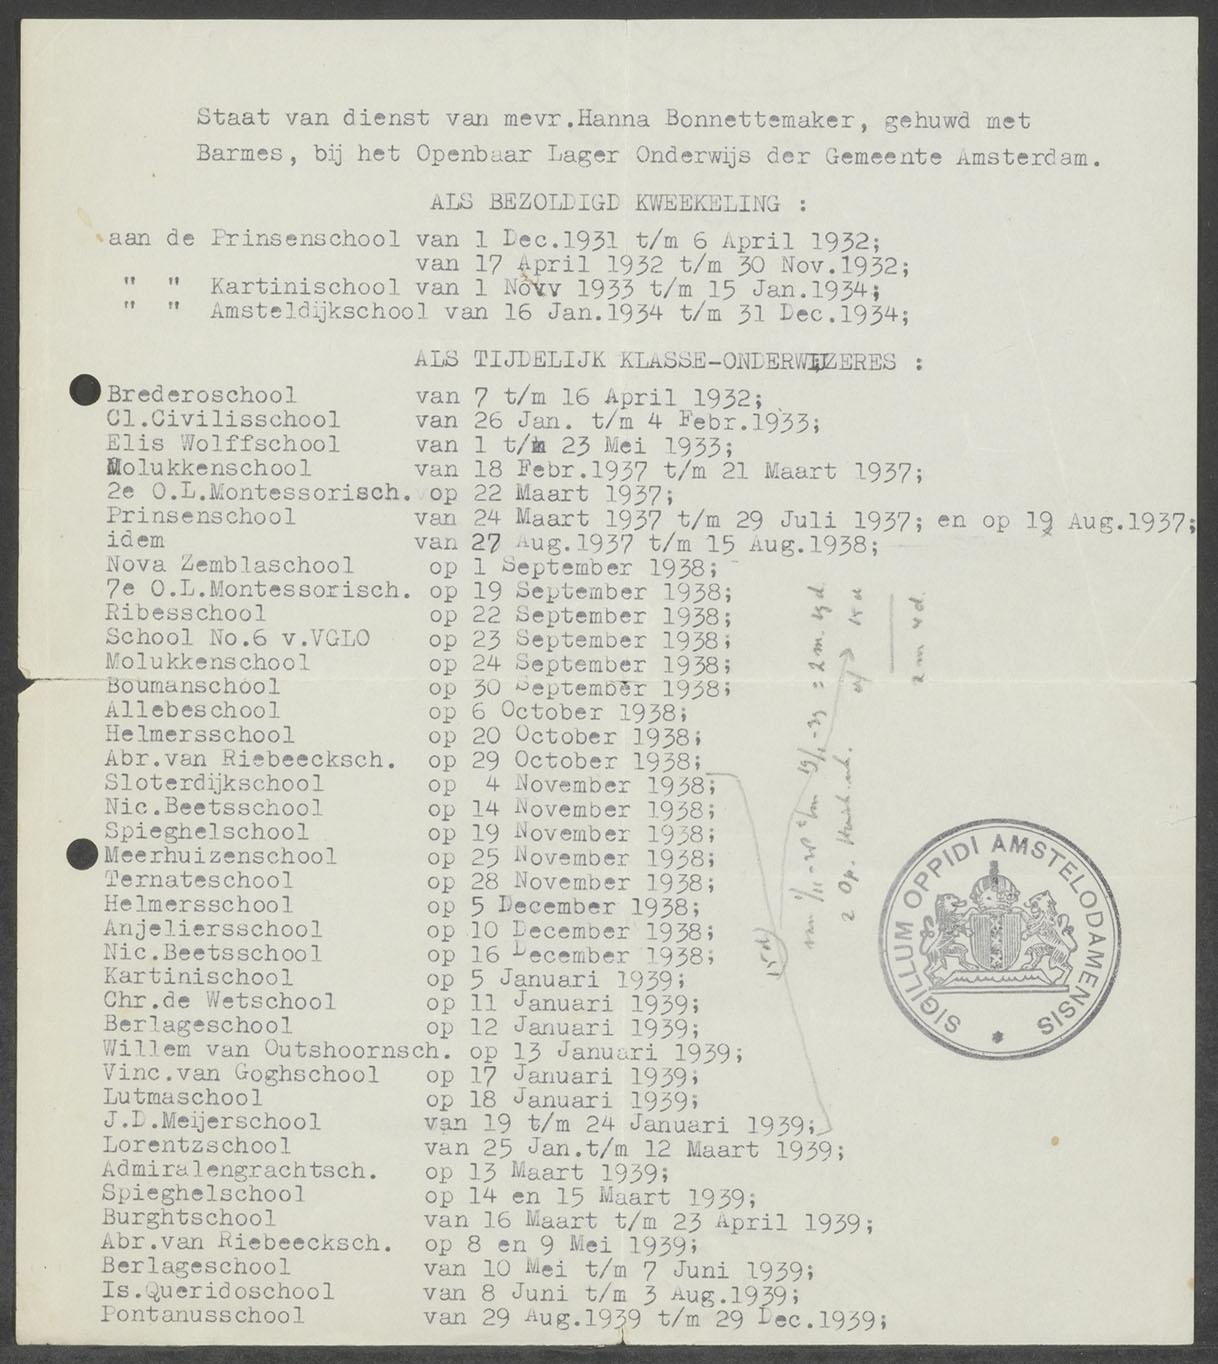 Staat van dienst van mevr.Hanna Bonnettemaker, gehuwd met
Barmes, bij het Openbaar Lager Onderwijs der Gemeente Amsterdam.
ALS BEZOLDIGD KWEEKELING :
aan de Prinsenschool van 1 Dec.1931 t/m 6 April 1932;
van 17 April 1932 t/m 30 Nov.1932;
" " Kartinischool van 1 Novv 1933 t/m 15 Jan.1934;
" " Amsteldijkschool van 16 Jan.1934 t/m 31 Dec.1934;
ALS TIJDELIJK KLASSE-ONDERWIJZERES :
Brederoschool van 7 t/m 16 April 1932;
Cl.Civilisschool van 26 Jan. t/m 4 Febr.1933;
Elis Wolffschool van 1 t/m 23 Mei 1933;
Molukkenschool van 18 Febr.1937 t/m 21 Maart 1937;
2e O.L.Montessorisch. op 22 Maart 1937;
Prinsenschool van 24 Maart 1937 t/m 29 Juli 1937; en op 19 Aug.1937;
idem van 27 Aug.1937 t/m 15 Aug.1938;
Nova Zemblaschool op 1 September 1938;
7e O.L.Montessorisch. op 19 September 1938;
Ribesschool op 22 September 1938;
School No.6 v.VGLO op 23 September 1938;
Molukkenschool op 24 September 1938;
Boumanschool op 30 September 1938;
Allebeschool op 6 October 1938;
Helmersschool op 20 October 1938;
Abr.van Riebeecksch. op 29 October 1938;
Sloterdijkschool op 4 November 1938;
Nic.Beetsschool op 14 November 1938;
Spieghelschool op 19 November 1938;
Meerhuizenschool op 25 November 1938;
Ternateschool op 28 November 1938;
Helmersschool op 5 December 1938;
Anjeliersschool op 10 December 1938;
Nic.Beetsschool op 16 December 1938;
Kartinischool op 5 Januari 1939;
Chr.de Wetschool op 11 Januari 1939;
Berlageschool op 12 Januari 1939;
Willem van Outshoornsch. op 13 Januari 1939;
Vinc.van Goghschool op 17 Januari 1939;
Lutmaschool op 18 Januari 1939;
J.D.Meijerschool van 19 t/m 24 Januari 1939;
Lorentzschool van 25 Jan.t/m 12 Maart 1939;
Admiralengrachtsch. op 13 Maart 1939;
Spieghelschool op 14 en 15 Maart 1939;
Burghtschool van 16 Maart t/m 23 April 1939;
Abr.van Riebeecksch. op 8 en 9 Mei 1939;
Berlageschool van 10 Mei t/m 7 Juni 1939;
Is.Queridoschool van 8 Juni t/m 3 Aug.1939;
Pontanusschool van 29 Aug.1939 t/m 29 Dec.1939;
15 d
= 2 m. 19 d.
15 d
2 m 4 d.
SIGILLUM OPPIDI AMSTELODAMENSIS